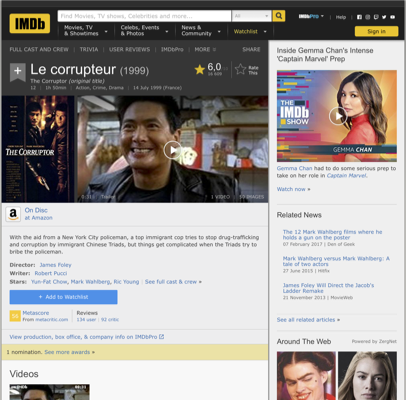 IMDb
Find Movies, TV shows, Celebrities and more...
All
Movies, TV
& Showtimes
Celebs, Events
& Photos
News &
Community
Watchlist
IMDbPro
Help
Sign in
FULL CAST AND CREW | TRIVIA | USER REVIEWS | IMDbPro | MORE
SHARE
Le corrupteur (1999)
The Corruptor (original title)
12 | 1h 50min | Action, Crime, Drama | 14 July 1999 (France)
6,0
Rate
This
THE CORRUPTOR
Trailer
1 VIDEO
On Disc
at Amazon
With the aid from a New York City policeman, a top immigrant cop tries to stop drug-trafficking
and corruption by immigrant Chinese Triads, but things get complicated when the Triads try to
bribe the policeman.
Director: James Foley
Writer: Robert Pucci
Stars: Yun-Fat Chow, Mark Wahlberg, Ric Young | See full cast & crew »
+ Add to Watchlist
Metascore
From metacritic.com
Reviews
134 user | 92 critic
View production, box office, & company info on IMDbPro
1 nomination. See more awards »
Videos
Inside Gemma Chan's Intense
'Captain Marvel' Prep
THE
IMDb
SHOW
GEMMA CHAN
Gemma Chan had to do some serious prep
to take on her role in Captain Marvel.
Watch now »
Related News
The 12 Mark Wahlberg films where he
holds a gun on the poster
07 February 2017 | Den of Geek
Mark Wahlberg versus Mark Wahlberg: A
tale of two actors
27 June 2015 | Hitfix
James Foley Will Direct the Jacob's
Ladder Remake
21 November 2013 | MovieWeb
See all related articles »
Around The Web
Powered by ZergNet